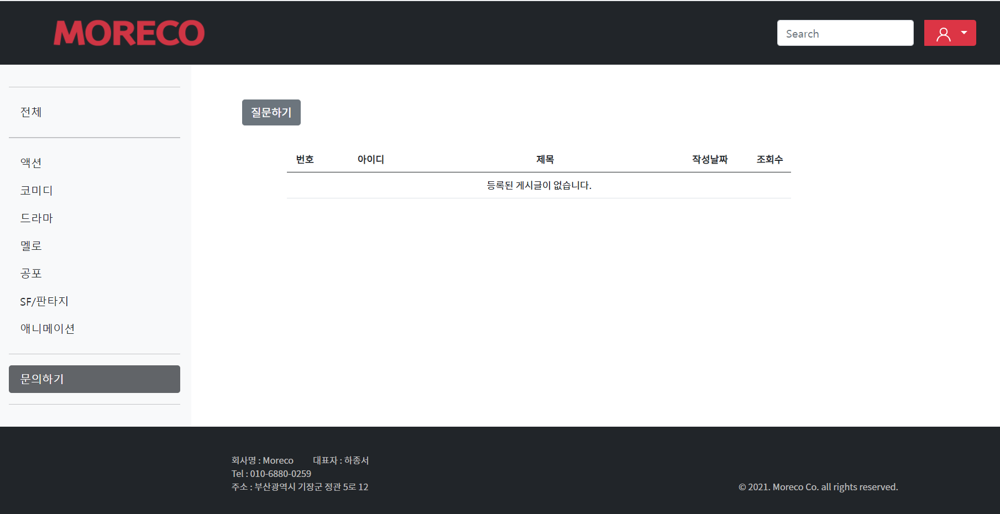 MORECO
Search
전체
액션
코미디
드라마
멜로
공포
SF/판타지
애니메이션
문의하기
질문하기
번호 아이디 제목 작성날짜 조회수
등록된 게시글이 없습니다.
회사명 : Moreco 대표자 : 하종서
Tel : 010-6880-0259
주소 : 부산광역시 기장군 정관 5로 12
© 2021. Moreco Co. all rights reserved.